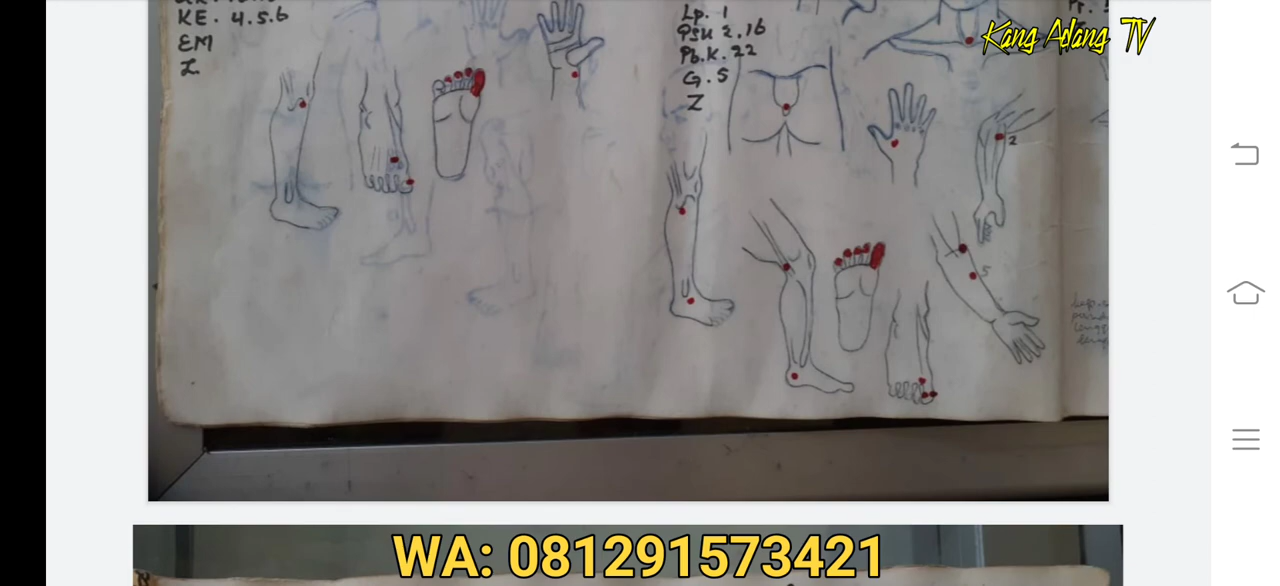 KE. 4.5.6
EM
Z
Lp. 1
Psu 2.16
Pb.K. 22
G. 5
Z
Kang Adang TV
2
5
WA: 081291573421